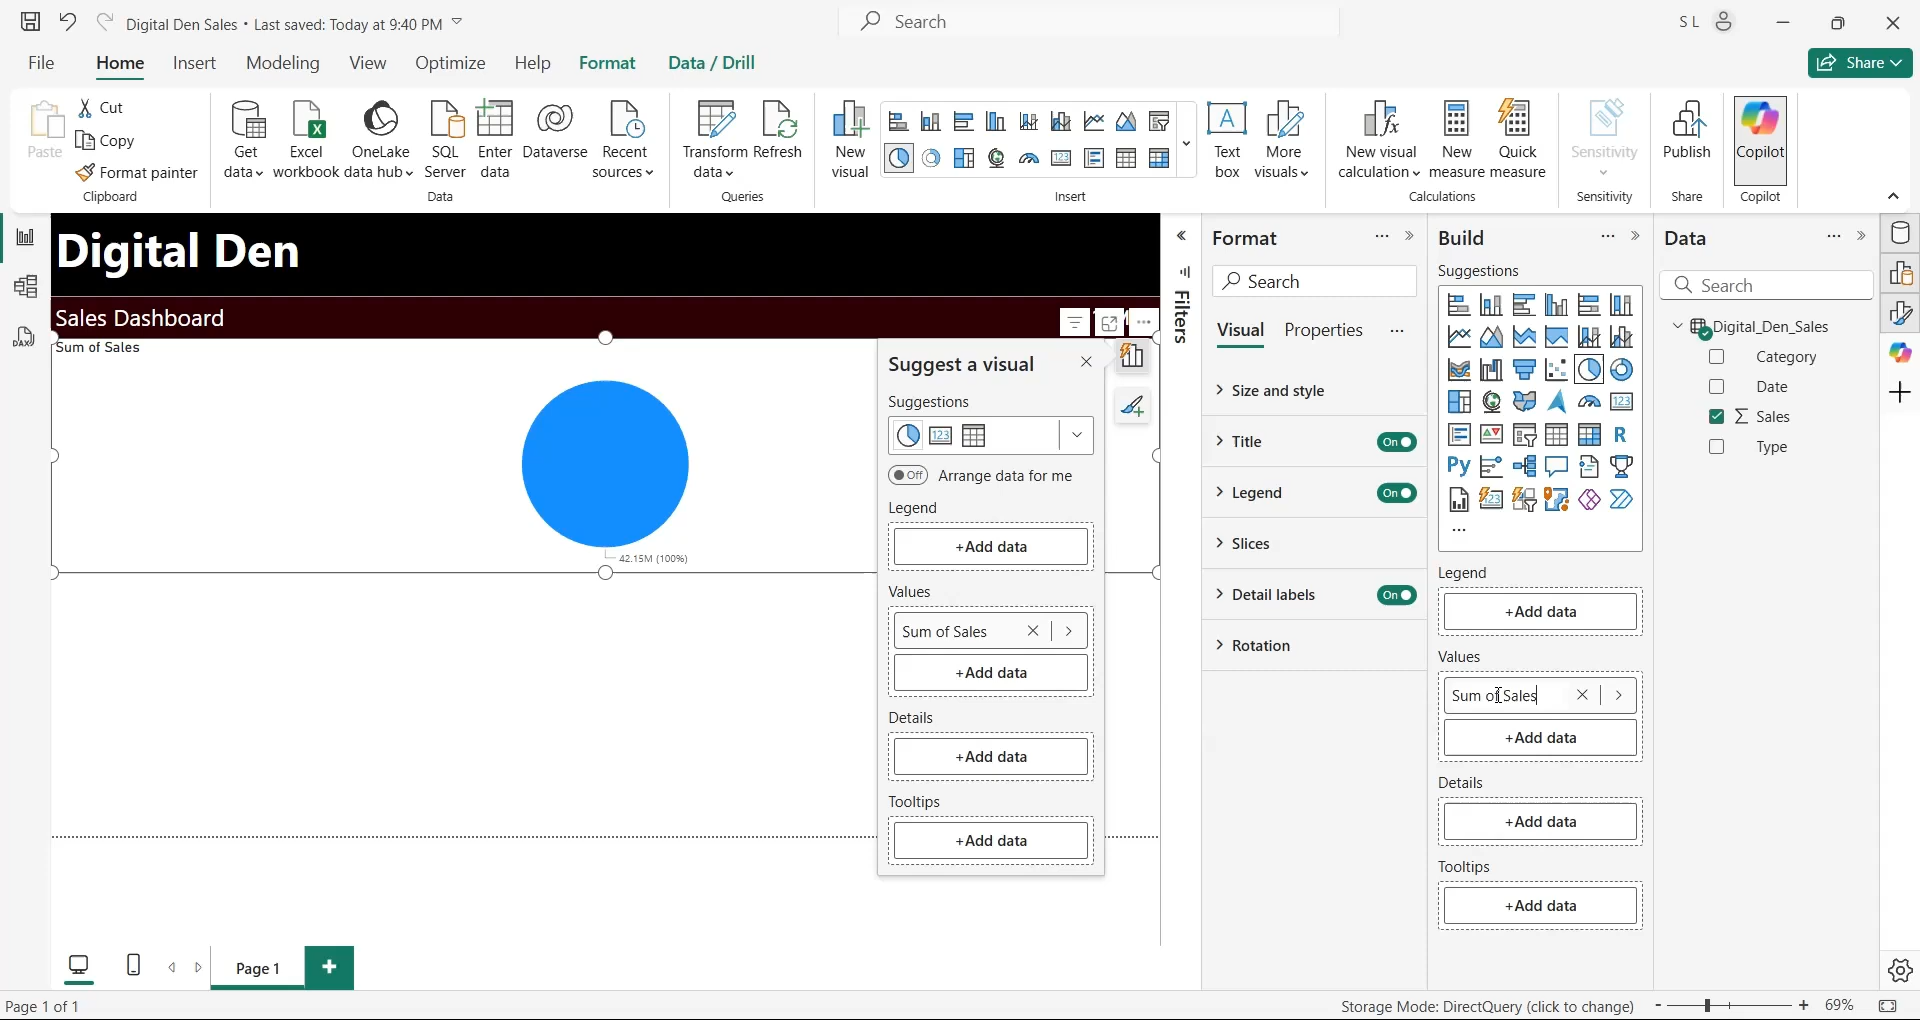 Digital Den Sales • Last saved: Today at 9:40 PM
Search
S L
File Home Insert Modeling View Optimize Help Format Data / Drill
Share
Paste
Cut
Copy
Format painter
Clipboard
Get data
Excel workbook
OneLake data hub
SQL Server
Enter data
Dataverse
Recent sources
Data
Transform data
Refresh
Queries
New visual
Insert
A
Text box
More visuals
New visual calculation
New measure
Quick measure
Calculations
Sensitivity
Sensitivity
Publish
Share
Copilot
Copilot
Digital Den
Sales Dashboard
Sum of Sales
42.15M (100%)
Suggest a visual
Suggestions
123
Off Arrange data for me
Legend
+Add data
Values
Sum of Sales
+Add data
Details
+Add data
Tooltips
+Add data
Filters
Format
Search
Visual Properties
Size and style
Title On
Legend On
Slices
Detail labels On
Rotation
Build
Suggestions
123
R
Py
123
Legend
+Add data
Values
Sum of Sales
+Add data
Details
+Add data
Tooltips
+Add data
Data
Search
Digital_Den_Sales
Category
Date
Σ Sales
Type
DAX
Page 1
Page 1 of 1
Storage Mode: DirectQuery (click to change)
- + 69%